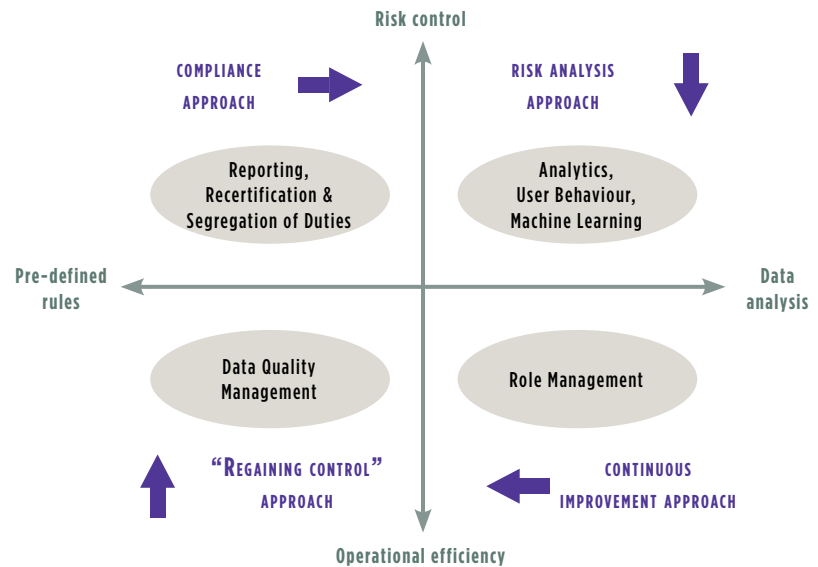 Risk control
COMPLIANCE
APPROACH
RISK ANALYSIS
APPROACH
Reporting,
Recertification &
Segregation of Duties
Analytics,
User Behaviour,
Machine Learning
Pre-defined
rules
Data
analysis
Data Quality
Management
Role Management
“REGAINING CONTROL”
APPROACH
CONTINUOUS
IMPROVEMENT APPROACH
Operational efficiency